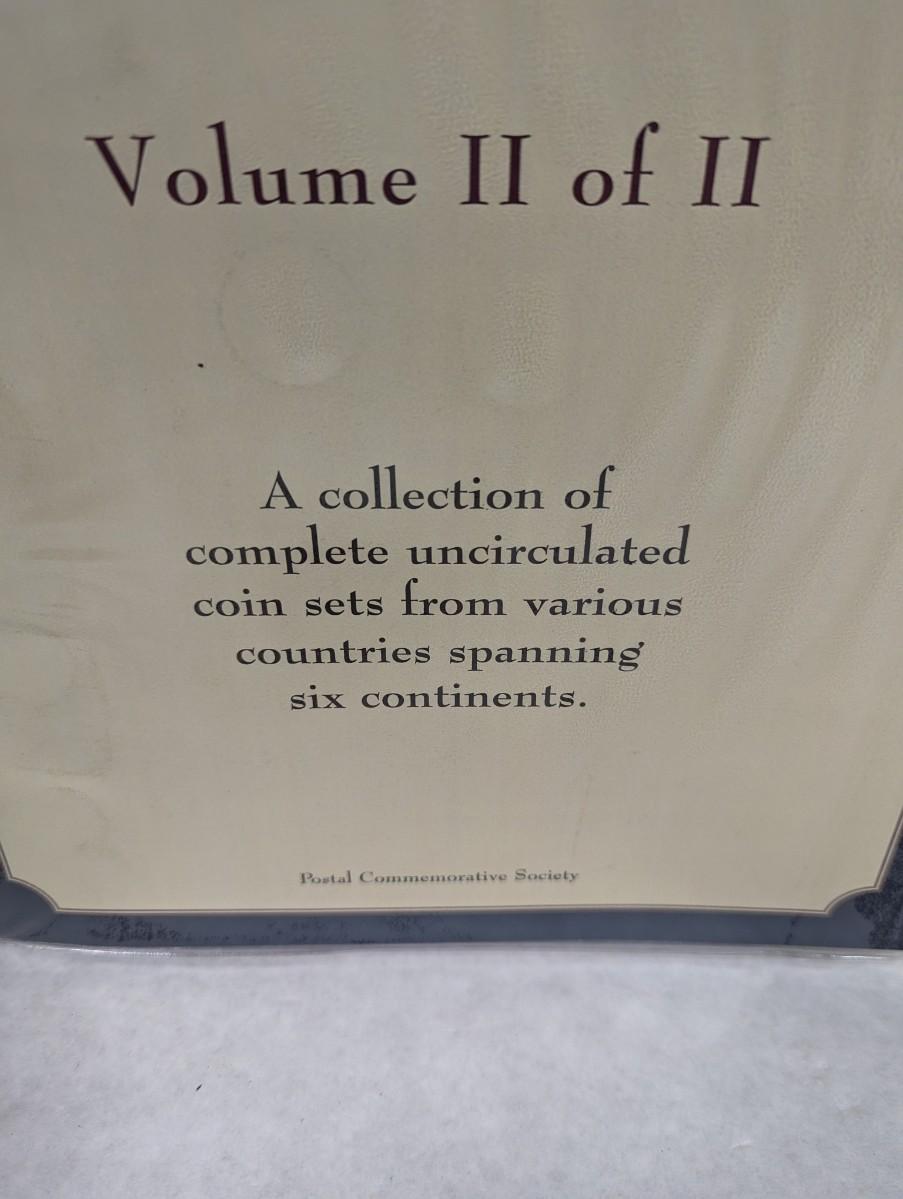 Volume II of II
A collection of
complete uncirculated
coin sets from various
countries spanning
six continents.
Postal Commemorative Society